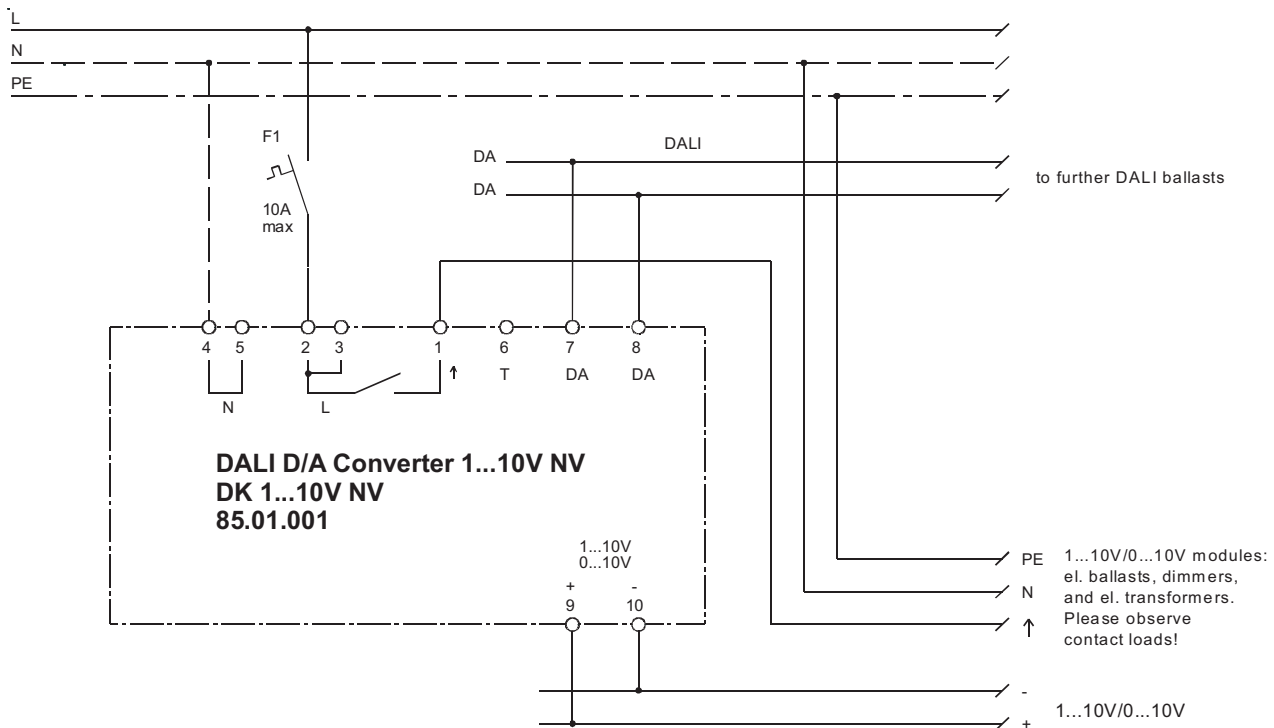 L
N
PE
F1
10A
max
DA
DALI
DA
to further DALI ballasts
4 5 2 3 1 6 7 8
↑ T DA DA
N L
DALI D/A Converter 1...10V NV
DK 1...10V NV
85.01.001
1...10V
0...10V
+ -
9 10
PE
N
↑
1...10V/0...10V modules:
el. ballasts, dimmers,
and el. transformers.
Please observe
contact loads!
-
+
1...10V/0...10V